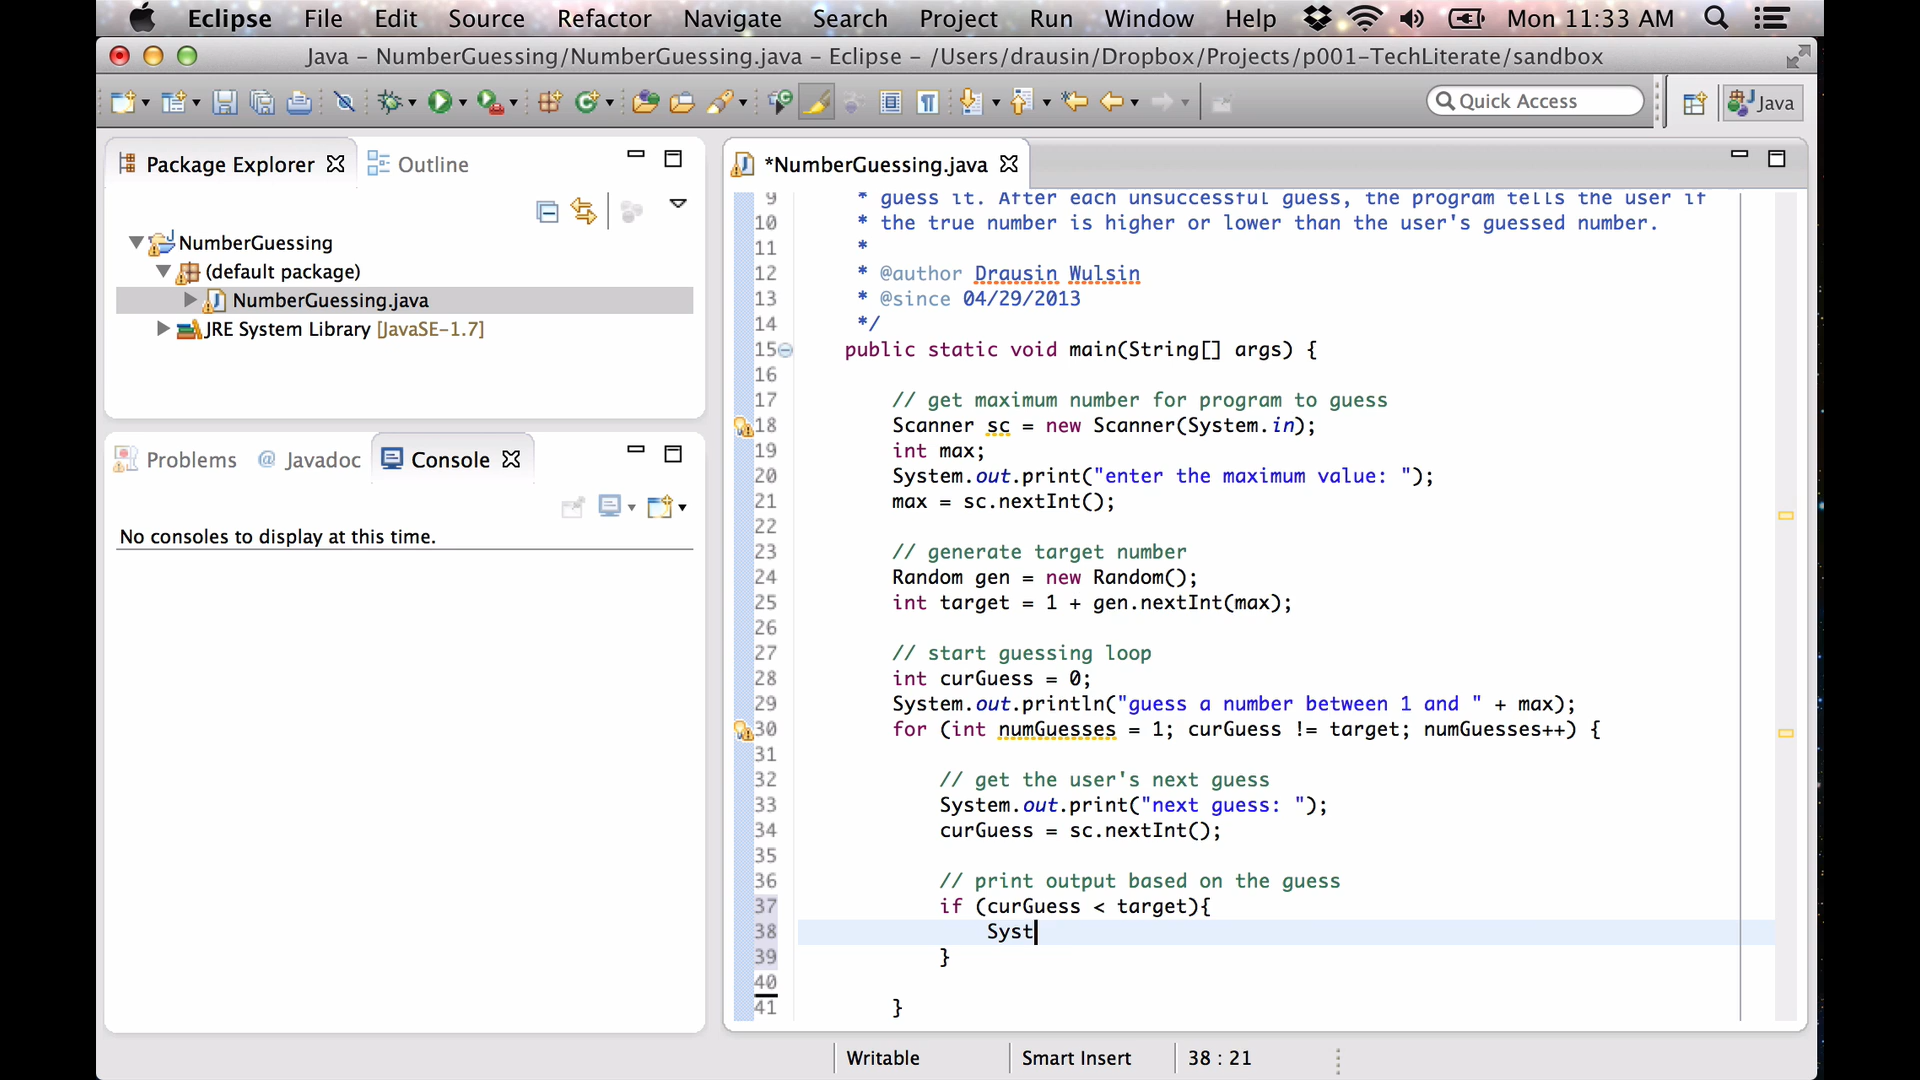 Eclipse File Edit Source Refactor Navigate Search Project Run Window Help Mon 11:33 AM
Java - NumberGuessing/NumberGuessing.java - Eclipse - /Users/drausin/Dropbox/Projects/p001-TechLiterate/sandbox
Quick Access
Java
Package Explorer
Outline
NumberGuessing
(default package)
NumberGuessing.java
JRE System Library [JavaSE-1.7]
Problems @ Javadoc Console
No consoles to display at this time.
*NumberGuessing.java
9 * guess it. After each unsuccessful guess, the program tells the user if
10 * the true number is higher or lower than the user's guessed number.
11 *
12 * @author Drausin Wulsin
13 * @since 04/29/2013
14 */
15 public static void main(String[] args) {
16
17 // get maximum number for program to guess
18 Scanner sc = new Scanner(System.in);
19 int max;
20 System.out.print("enter the maximum value: ");
21 max = sc.nextInt();
22
23 // generate target number
24 Random gen = new Random();
25 int target = 1 + gen.nextInt(max);
26
27 // start guessing loop
28 int curGuess = 0;
29 System.out.println("guess a number between 1 and " + max);
30 for (int numGuesses = 1; curGuess != target; numGuesses++) {
31
32 // get the user's next guess
33 System.out.print("next guess: ");
34 curGuess = sc.nextInt();
35
36 // print output based on the guess
37 if (curGuess < target){
38 Syst
39 }
40
41 }
Writable
Smart Insert
38 : 21